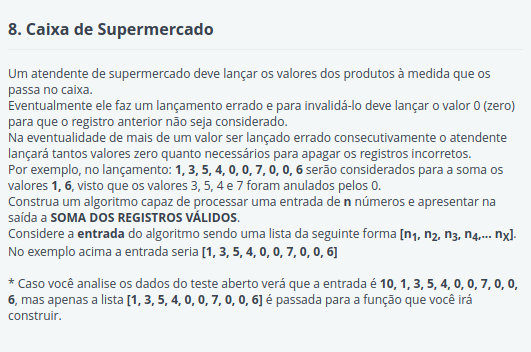 8. Caixa de Supermercado
Um atendente de supermercado deve lançar os valores dos produtos à medida que os
passa no caixa.
Eventualmente ele faz um lançamento errado e para invalidá-lo deve lançar o valor 0 (zero)
para que o registro anterior não seja considerado.
Na eventualidade de mais de um valor ser lançado errado consecutivamente o atendente
lançará tantos valores zero quanto necessários para apagar os registros incorretos.
Por exemplo, no lançamento: 1, 3, 5, 4, 0, 0, 7, 0, 0, 6 serão considerados para a soma os
valores 1, 6, visto que os valores 3, 5, 4 e 7 foram anulados pelos 0.
Construa um algoritmo capaz de processar uma entrada de n números e apresentar na
saída a SOMA DOS REGISTROS VÁLIDOS.
Considere a entrada do algoritmo sendo uma lista da seguinte forma [n1, n2, n3, n4,... nX].
No exemplo acima a entrada seria [1, 3, 5, 4, 0, 0, 7, 0, 0, 6]
* Caso você analise os dados do teste aberto verá que a entrada é 10, 1, 3, 5, 4, 0, 0, 7, 0, 0,
6, mas apenas a lista [1, 3, 5, 4, 0, 0, 7, 0, 0, 6] é passada para a função que você irá
construir.